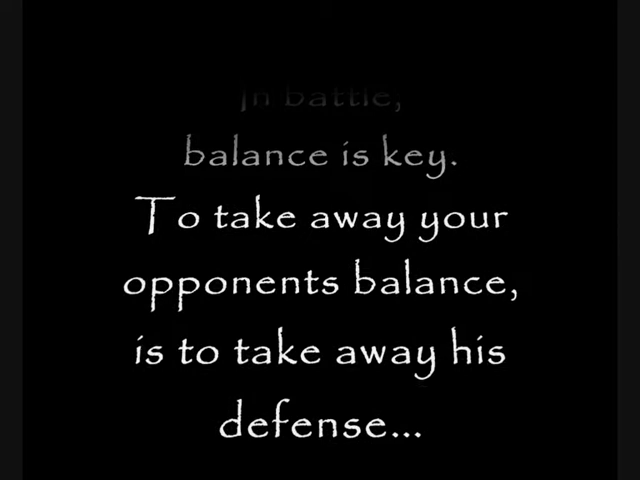 In battle,
balance is key.
To take away your
opponents balance,
is to take away his
defense...